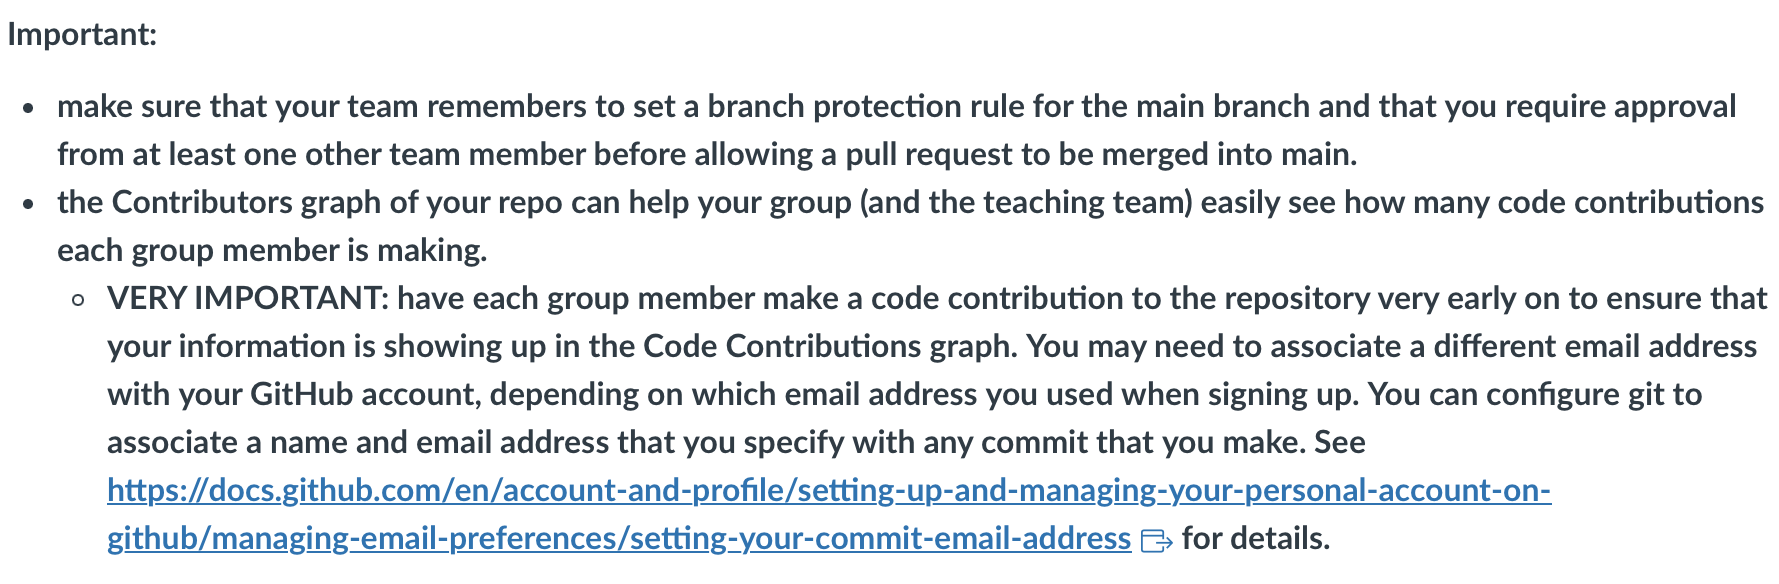 Important:
• make sure that your team remembers to set a branch protection rule for the main branch and that you require approval
from at least one other team member before allowing a pull request to be merged into main.
• the Contributors graph of your repo can help your group (and the teaching team) easily see how many code contributions
each group member is making.
◦ VERY IMPORTANT: have each group member make a code contribution to the repository very early on to ensure that
your information is showing up in the Code Contributions graph. You may need to associate a different email address
with your GitHub account, depending on which email address you used when signing up. You can configure git to
associate a name and email address that you specify with any commit that you make. See
https://docs.github.com/en/account-and-profile/setting-up-and-managing-your-personal-account-on-
github/managing-email-preferences/setting-your-commit-email-address for details.